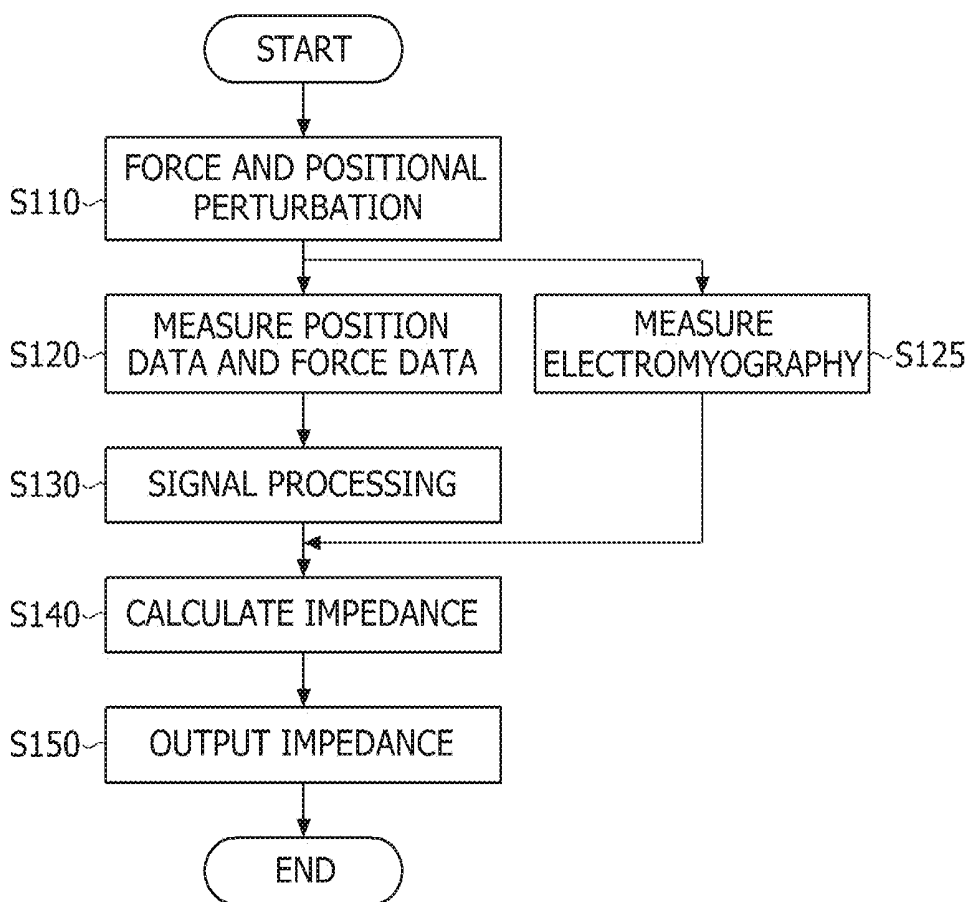 START
S110
FORCE AND POSITIONAL
PERTURBATION
S120
MEASURE POSITION
DATA AND FORCE DATA
MEASURE
ELECTROMYOGRAPHY
S125
S130
SIGNAL PROCESSING
S140
CALCULATE IMPEDANCE
S150
OUTPUT IMPEDANCE
END